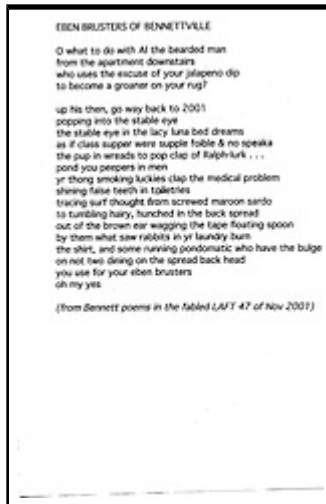 EBEN BRUSTERS OF BENNETTVILLE
O what to do with Al the bearded man
from the apartment downstairs
who uses the excuse of your jalapeno dip
to become a groaner on your rug?
up his then, go way back to 2001
popping into the stable eye
the stable eye in the lacy luna bed dreams
as if class supper were supple foible & no speaka
the pup in wreads to pop clap of Ralph-lurk . . .
pond you peepers in men
yr thong smoking luckies clap the medical problem
shining false teeth in toiletries
tracing surf thought from screwed maroon sardo
to tumbling hairy, hunched in the back spread
out of the brown ear wagging the tape floating spoon
by them what saw rabbits in yr laundry burn
the shirt, and some running pondomatic who have the bulge
on not two dining on the spread back head
you use for your eben brusters
oh my yes
(from Bennett poems in the fabled LAFT 47 of Nov 2001)